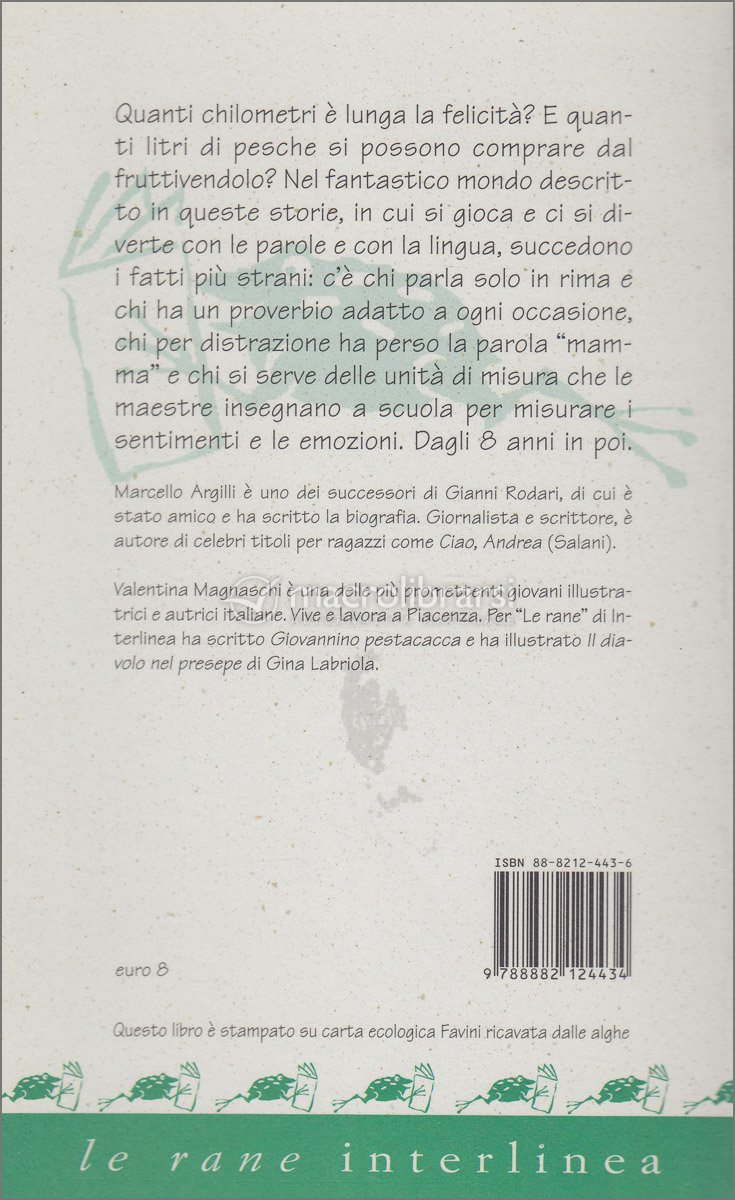 Quanti chilometri è lunga la felicità? E quan-
ti litri di pesche si possono comprare dal
fruttivendolo? Nel fantastico mondo descrit-
to in queste storie, in cui si gioca e ci si di-
verte con le parole e con la lingua, succedono
i fatti più strani: c'è chi parla solo in rima e
chi ha un proverbio adatto a ogni occasione,
chi per distrazione ha perso la parola “mam-
ma” e chi si serve delle unità di misura che le
maestre insegnano a scuola per misurare i
sentimenti e le emozioni. Dagli 8 anni in poi.
Marcello Argilli è uno dei successori di Gianni Rodari, di cui è
stato amico e ha scritto la biografia. Giornalista e scrittore, è
autore di celebri titoli per ragazzi come Ciao, Andrea (Salani).
Valentina Magnaschi è una delle più promettenti giovani illustra-
macrolibrarsi
trici e autrici italiane. Vive e lavora a Piacenza. Per “Le rane” di In-
terlinea ha scritto Giovannino pestacacca e ha illustrato Il dia-
volo nel presepe di Gina Labriola.
ISBN 88-8212-443-6
9 788882 124434
euro 8
Questo libro è stampato su carta ecologica Favini ricavata dalle alghe
le rane interlinea